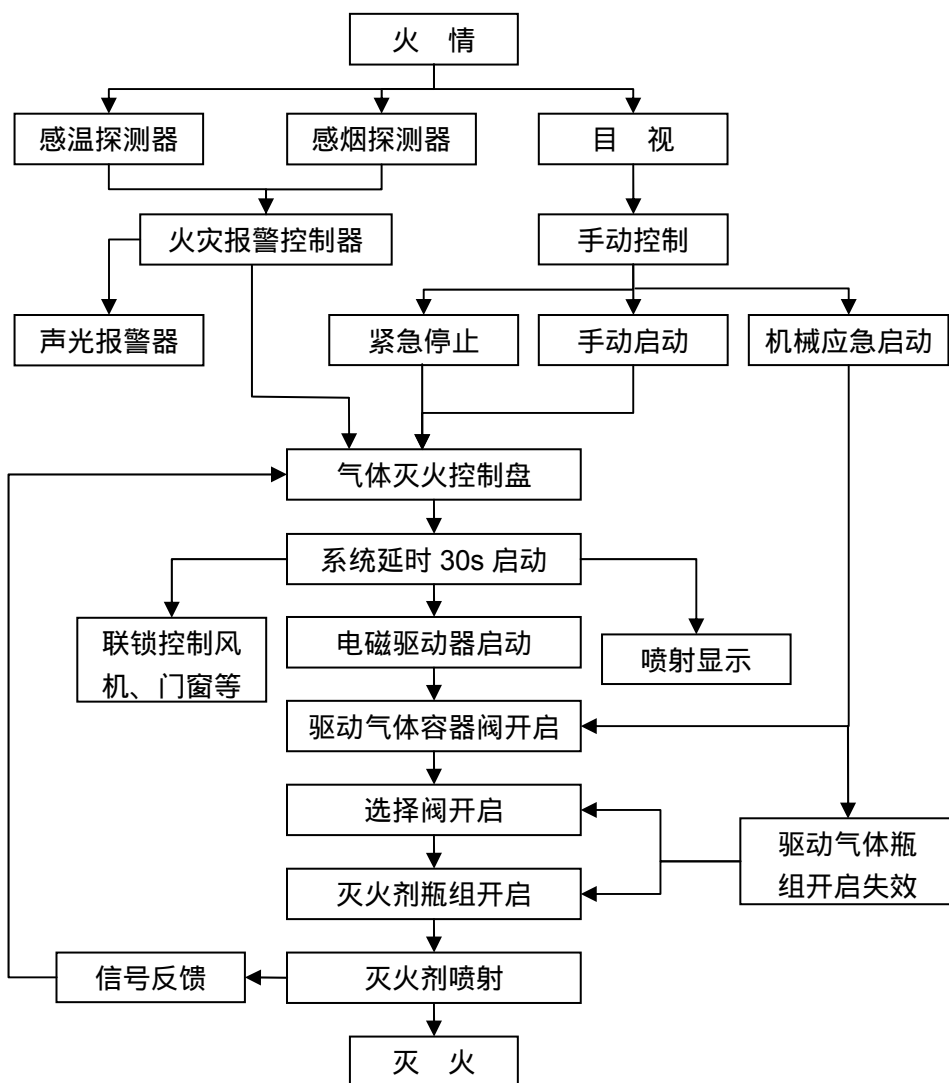 火 情
感温探测器
感烟探测器
目 视
火灾报警控制器
手动控制
声光报警器
紧急停止
手动启动
机械应急启动
气体灭火控制盘
系统延时 30s 启动
联锁控制风
机、门窗等
电磁驱动器启动
喷射显示
驱动气体容器阀开启
选择阀开启
驱动气体瓶
组开启失效
灭火剂瓶组开启
信号反馈
灭火剂喷射
灭 火